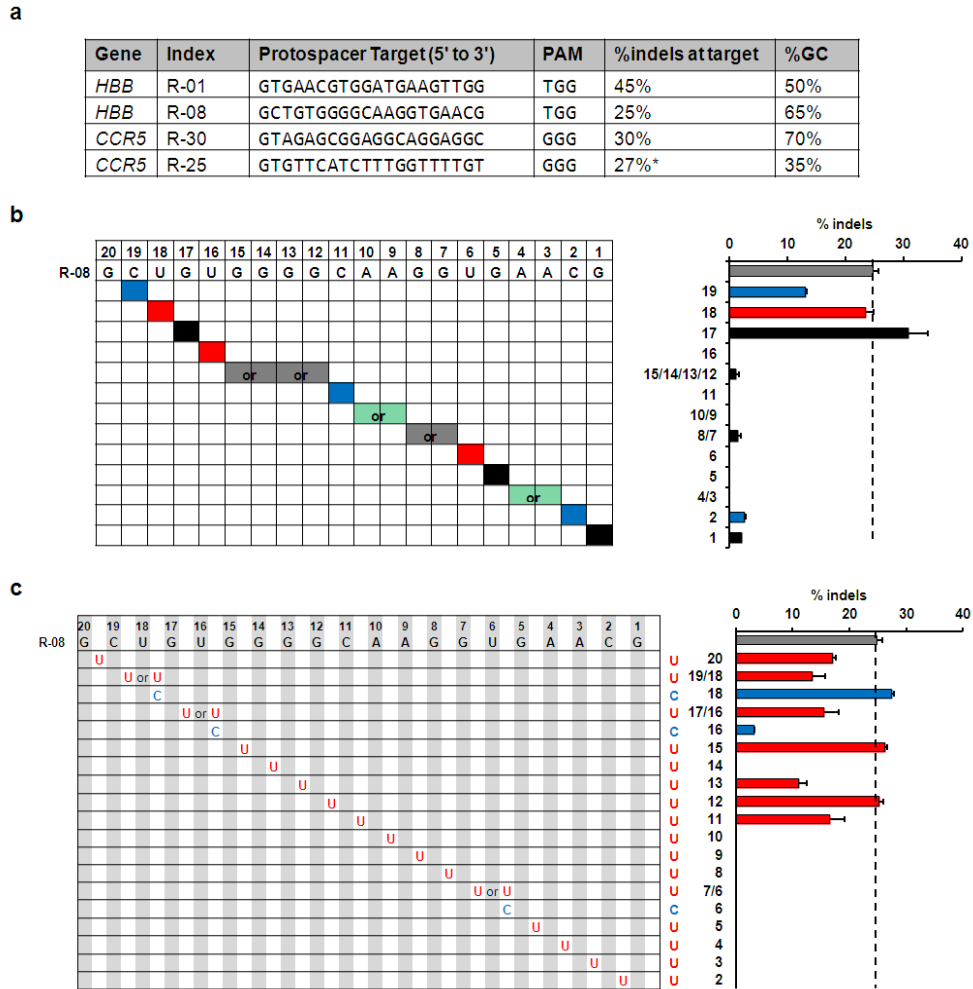 a
Gene Index Protospacer Target (5' to 3') PAM %indels at target %GC
HBB R-01 GTGAACGTGGATGAAGTTGG TGG 45% 50%
HBB R-08 GCTGTGGGGCAAGGTGAACG TGG 25% 65%
CCR5 R-30 GTAGAGCGGAGGCAGGAGGC GGG 30% 70%
CCR5 R-25 GTGTTCATCTTTGGTTTTGT GGG 27%* 35%
b
% indels
0 10 20 30 40
20 19 18 17 16 15 14 13 12 11 10 9 8 7 6 5 4 3 2 1
R-08 G C U G U G G G G C A A G G U G A A C G
19
18
17
16
or or 15/14/13/12
11
or 10/9
or 8/7
6
5
or 4/3
2
1
c
% indels
0 10 20 30 40
20 19 18 17 16 15 14 13 12 11 10 9 8 7 6 5 4 3 2 1
R-08 G C U G U G G G G C A A G G U G A A C G
U U 20
U or U U 19/18
C C 18
U or U U 17/16
C C 16
U U 15
U U 14
U U 13
U U 12
U U 11
U U 10
U U 9
U U 8
U or U U 7/6
C C 6
U U 5
U U 4
U U 3
U U 2